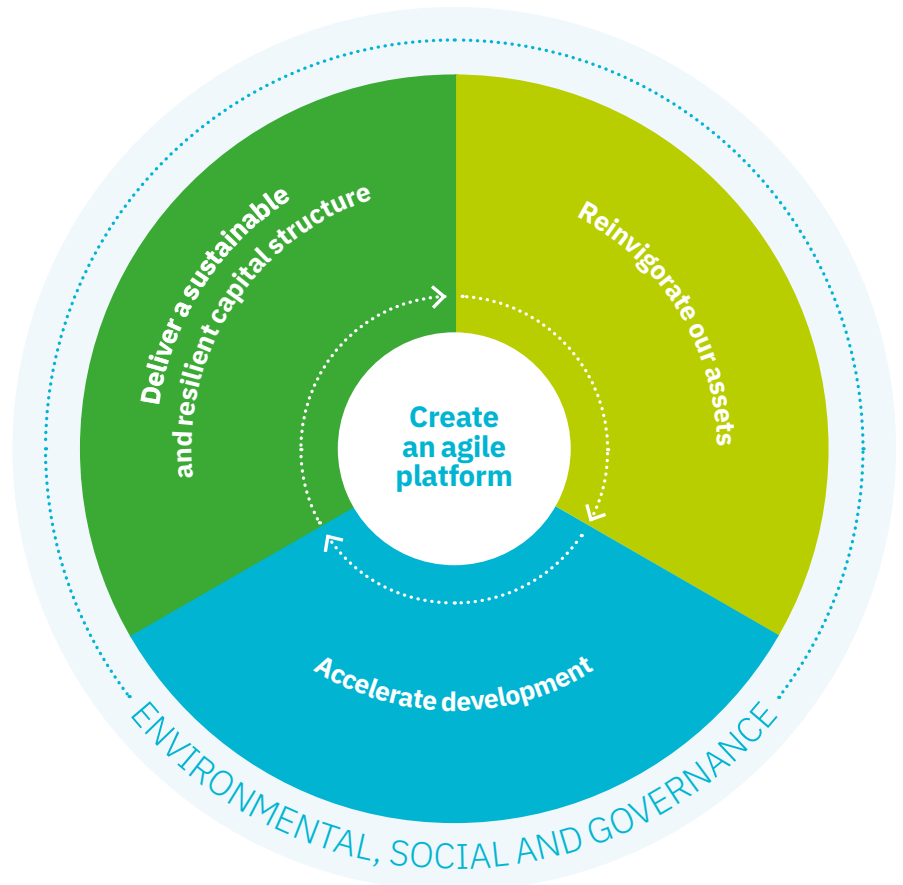 Deliver a sustainable
and resilient capital structure
Reinvigorate our assets
Create
an agile
platform
Accelerate development
ENVIRONMENTAL, SOCIAL AND GOVERNANCE